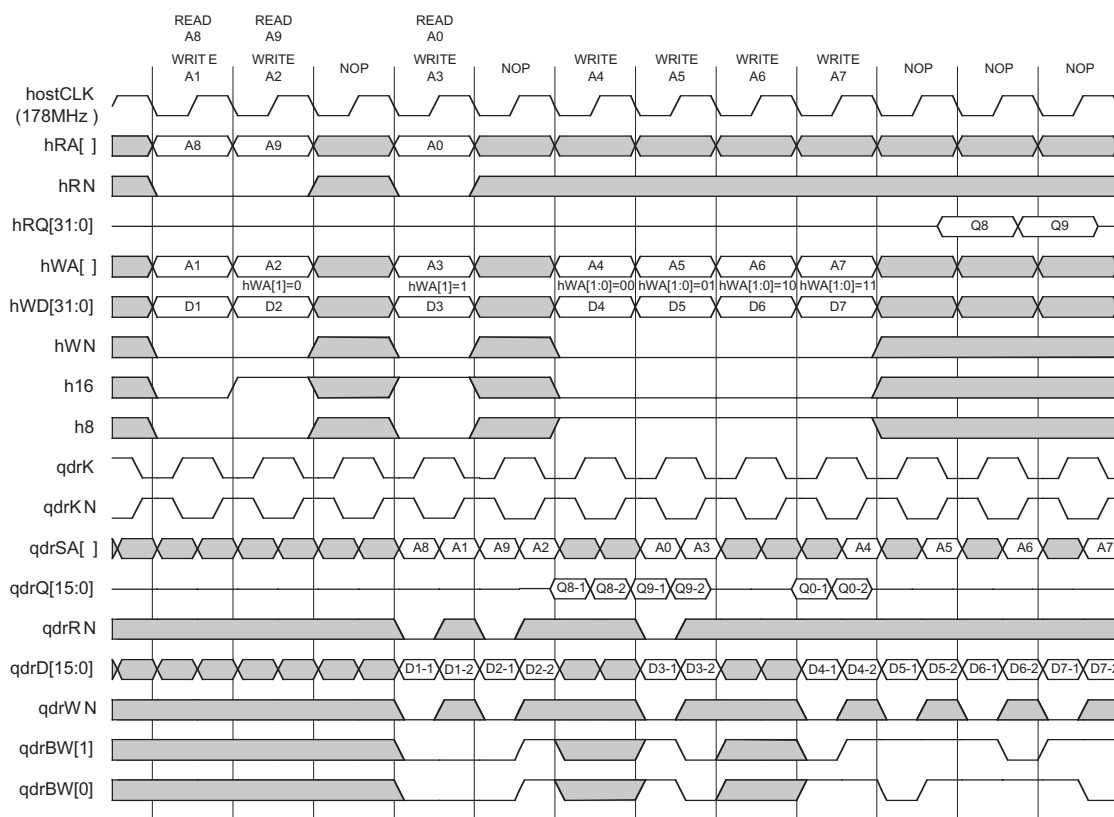 READ READ READ
A8 A9 A0
WRITE WRITE NOP WRITE NOP WRITE WRITE WRITE WRITE NOP NOP NOP
A1 A2 A3 A4 A5 A6 A7
hostCLK
(178MHz )
hRA[ ] A8 A9 A0
hRN
hRQ[31:0] Q8 Q9
hWA[ ] A1 A2 A3 A4 A5 A6 A7
hWA[1]=0 hWA[1]=1 hWA[1:0]=00 hWA[1:0]=01 hWA[1:0]=10 hWA[1:0]=11
hWD[31:0] D1 D2 D3 D4 D5 D6 D7
hWN
h16
h8
qdrK
qdrKN
qdrSA[ ] A8 A1 A9 A2 A0 A3 A4 A5 A6 A7
qdrQ[15:0] Q8-1 Q8-2 Q9-1 Q9-2 Q0-1 Q0-2
qdrRN
qdrD[15:0] D1-1 D1-2 D2-1 D2-2 D3-1 D3-2 D4-1 D4-2 D5-1 D5-2 D6-1 D6-2 D7-1 D7-2
qdrWN
qdrBW[1]
qdrBW[0]